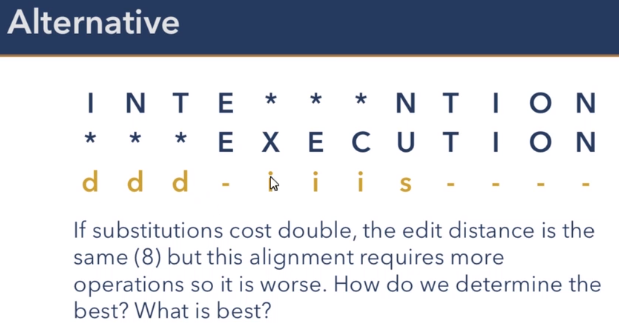 Alternative
I N T E * * * N T I O N
* * * E X E C U T I O N
d d d - i i i s - - - -
If substitutions cost double, the edit distance is the
same (8) but this alignment requires more
operations so it is worse. How do we determine the
best? What is best?